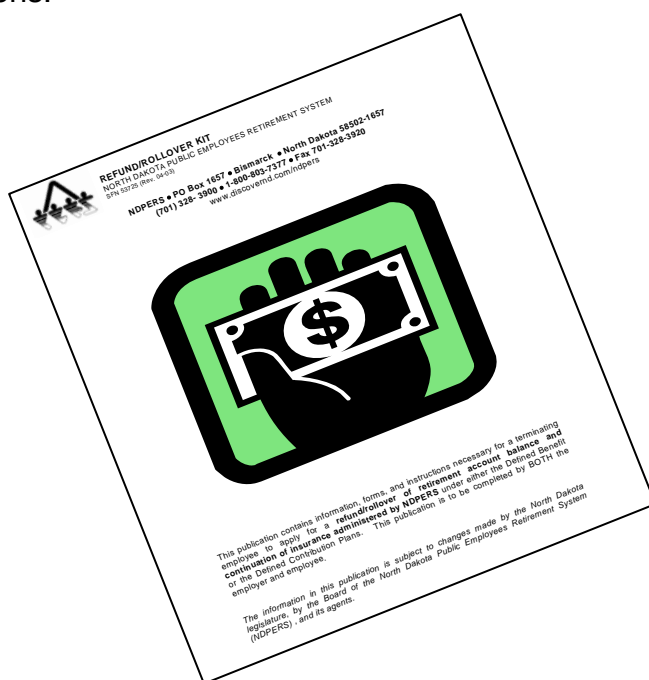 ons.
REFUND/ROLLOVER KIT
NORTH DAKOTA PUBLIC EMPLOYEES RETIREMENT SYSTEM
SFN 53725 (Rev. 04-03)
NDPERS ● PO Box 1657 ● Bismarck ● North Dakota 58502-1657
(701) 328- 3900 ● 1-800-803-7377 ● Fax 701-328-3920
www.discovernd.com/ndpers
$
This publication contains information, forms, and instructions necessary for a terminating
employee to apply for a refund/rollover of retirement account balance and
continuation of insurance administered by NDPERS under either the Defined Benefit
or the Defined Contribution Plans. This publication is to be completed by BOTH the
employer and employee.
The information in this publication is subject to changes made by the North Dakota
legislature, by the Board of the North Dakota Public Employees Retirement System
(NDPERS) , and its agents.